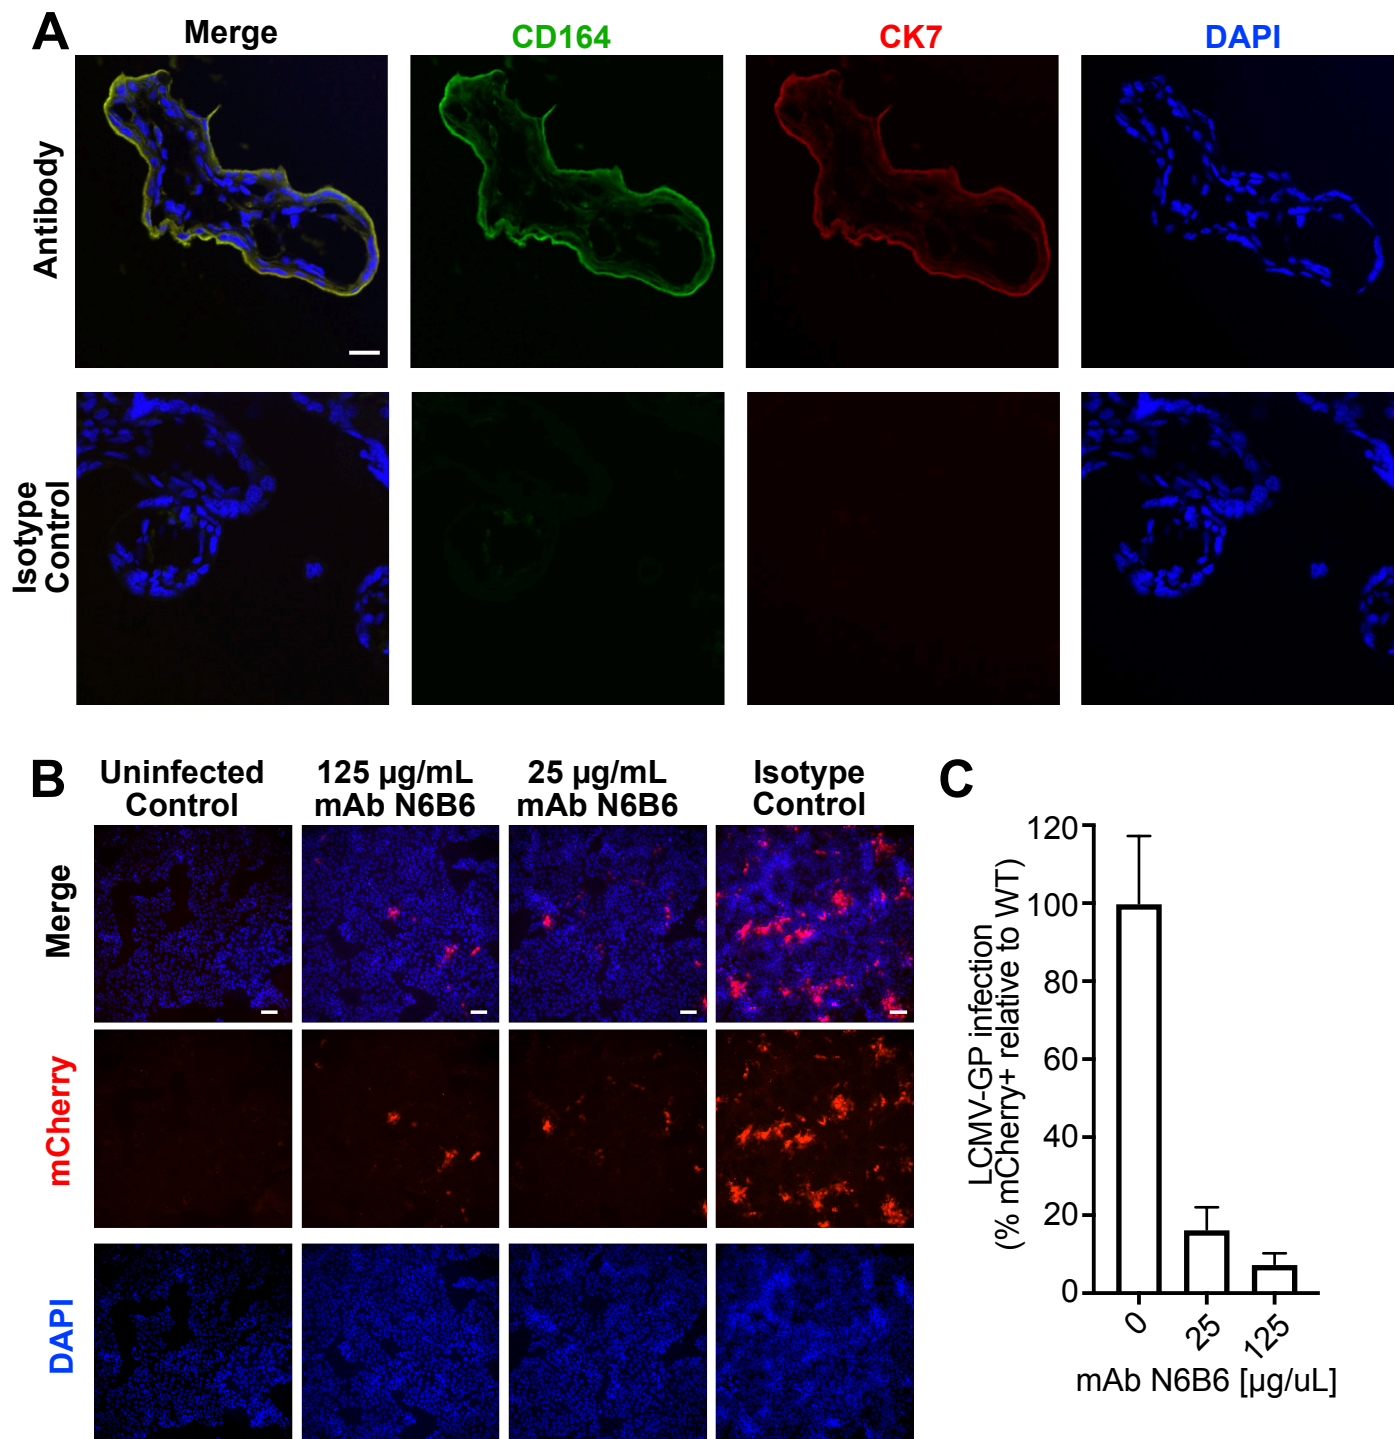 A
Merge
CD164
CK7
DAPI
Antibody
Isotype
Control
B
Uninfected
Control
125 µg/mL
mAb N6B6
25 µg/mL
mAb N6B6
Isotype
Control
Merge
mCherry
DAPI
C
LCMV-GP infection
(% mCherry+ relative to WT)
120
100
80
60
40
20
0
0
25
125
mAb N6B6 [µg/uL]